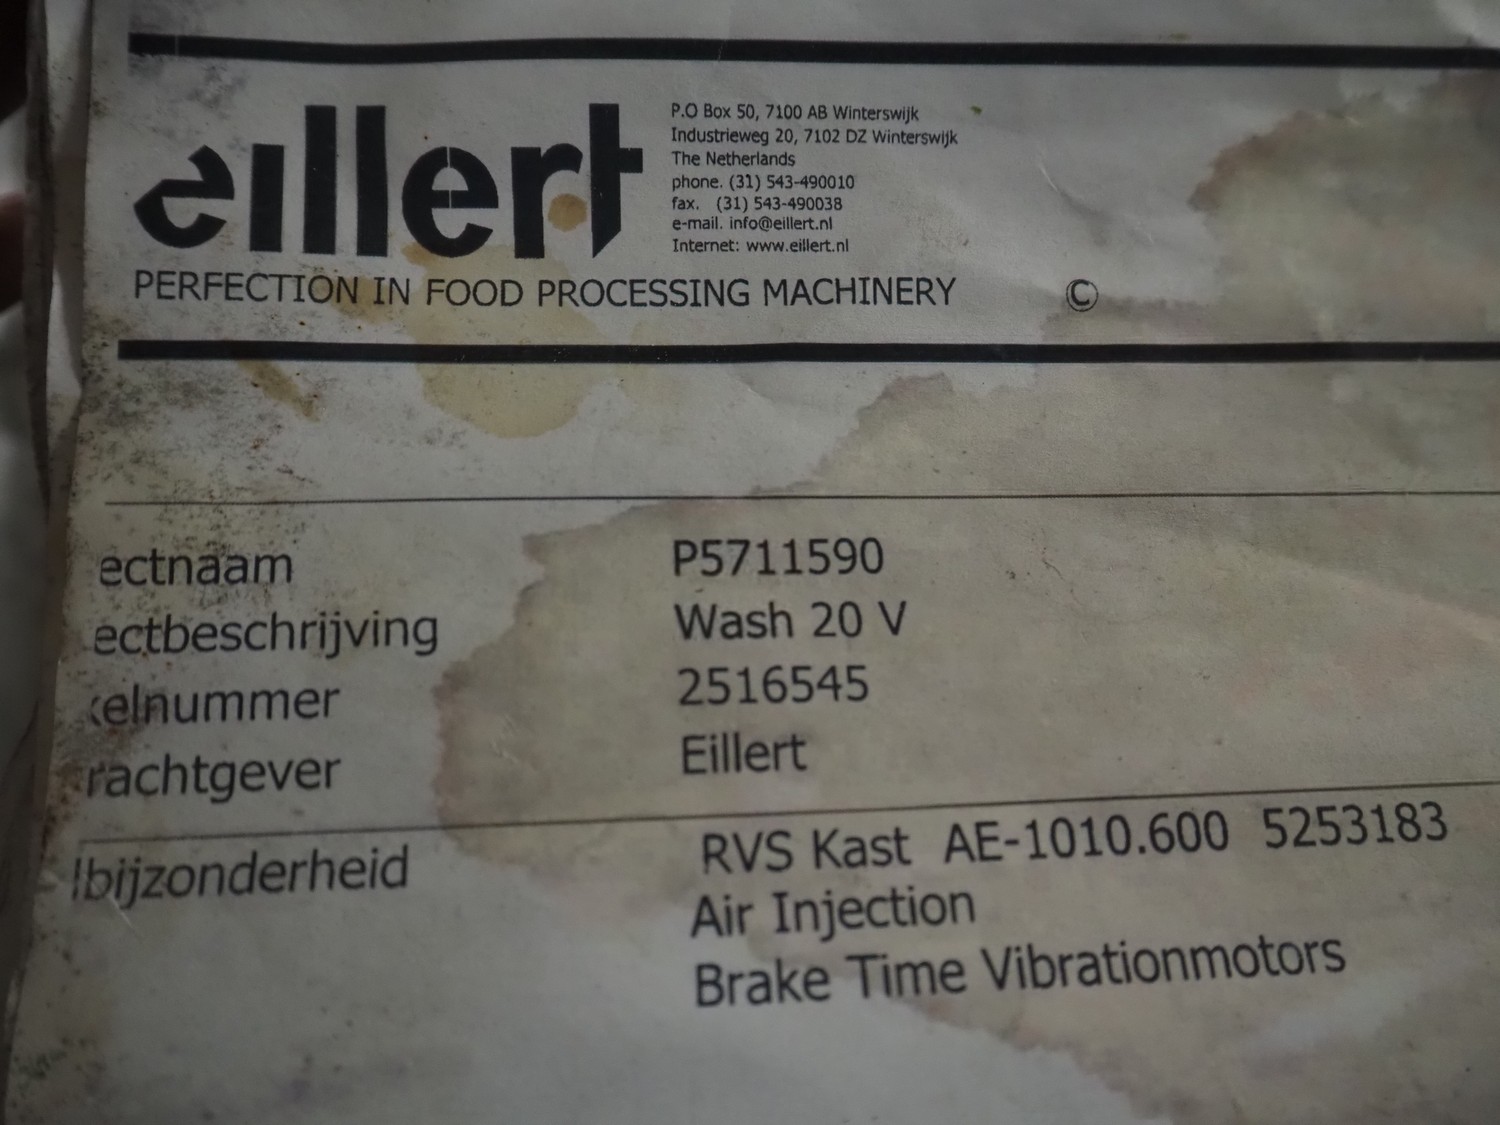 eillert
P.O Box 50, 7100 AB Winterswijk
Industrieweg 20, 7102 DZ Winterswijk
The Netherlands
phone. (31) 543-490010
fax. (31) 543-490038
e-mail. info@eillert.nl
Internet: www.eillert.nl
PERFECTION IN FOOD PROCESSING MACHINERY ©
ectnaam P5711590
ectbeschrijving Wash 20 V
kelnummer 2516545
rachtgever Eillert
lbijzonderheid RVS Kast AE-1010.600 5253183
Air Injection
Brake Time Vibrationmotors